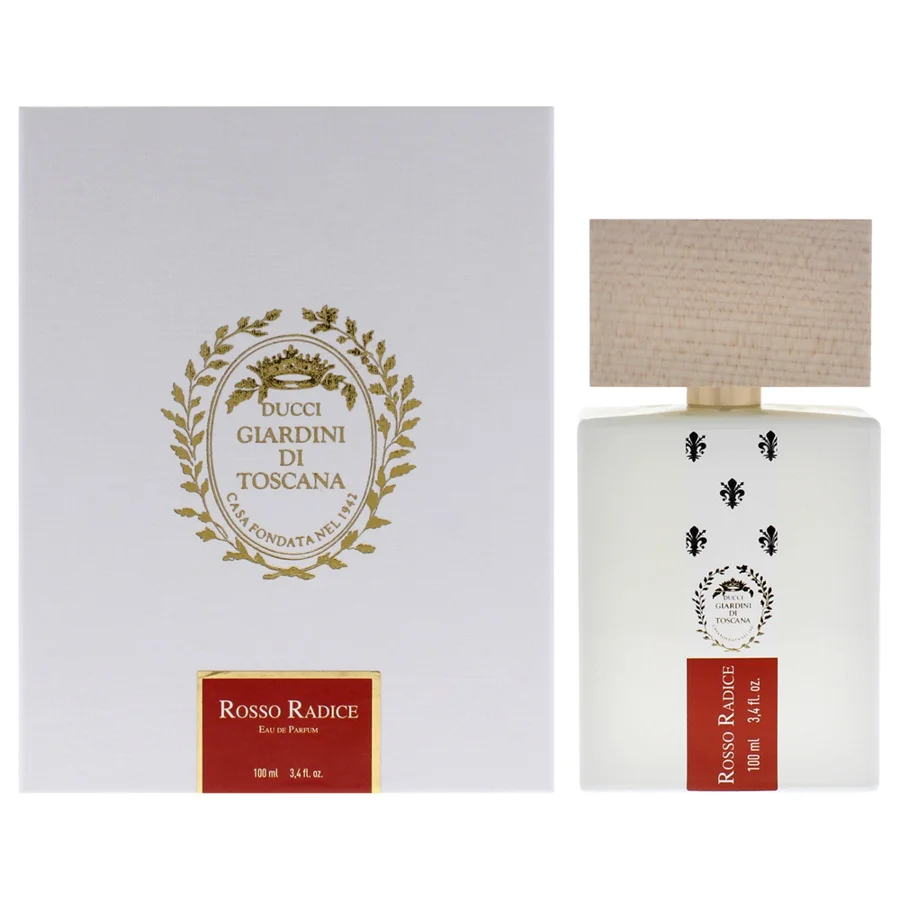 DUCCI
GIARDINI
DI
TOSCANA
CASA FONDATA NEL 1942
ROSSO RADICE
EAU DE PARFUM
100 ml 3,4 fl. oz.
DUCCI
GIARDINI
DI
TOSCANA
ROSSO RADICE
100 ml 3,4 fl. oz.